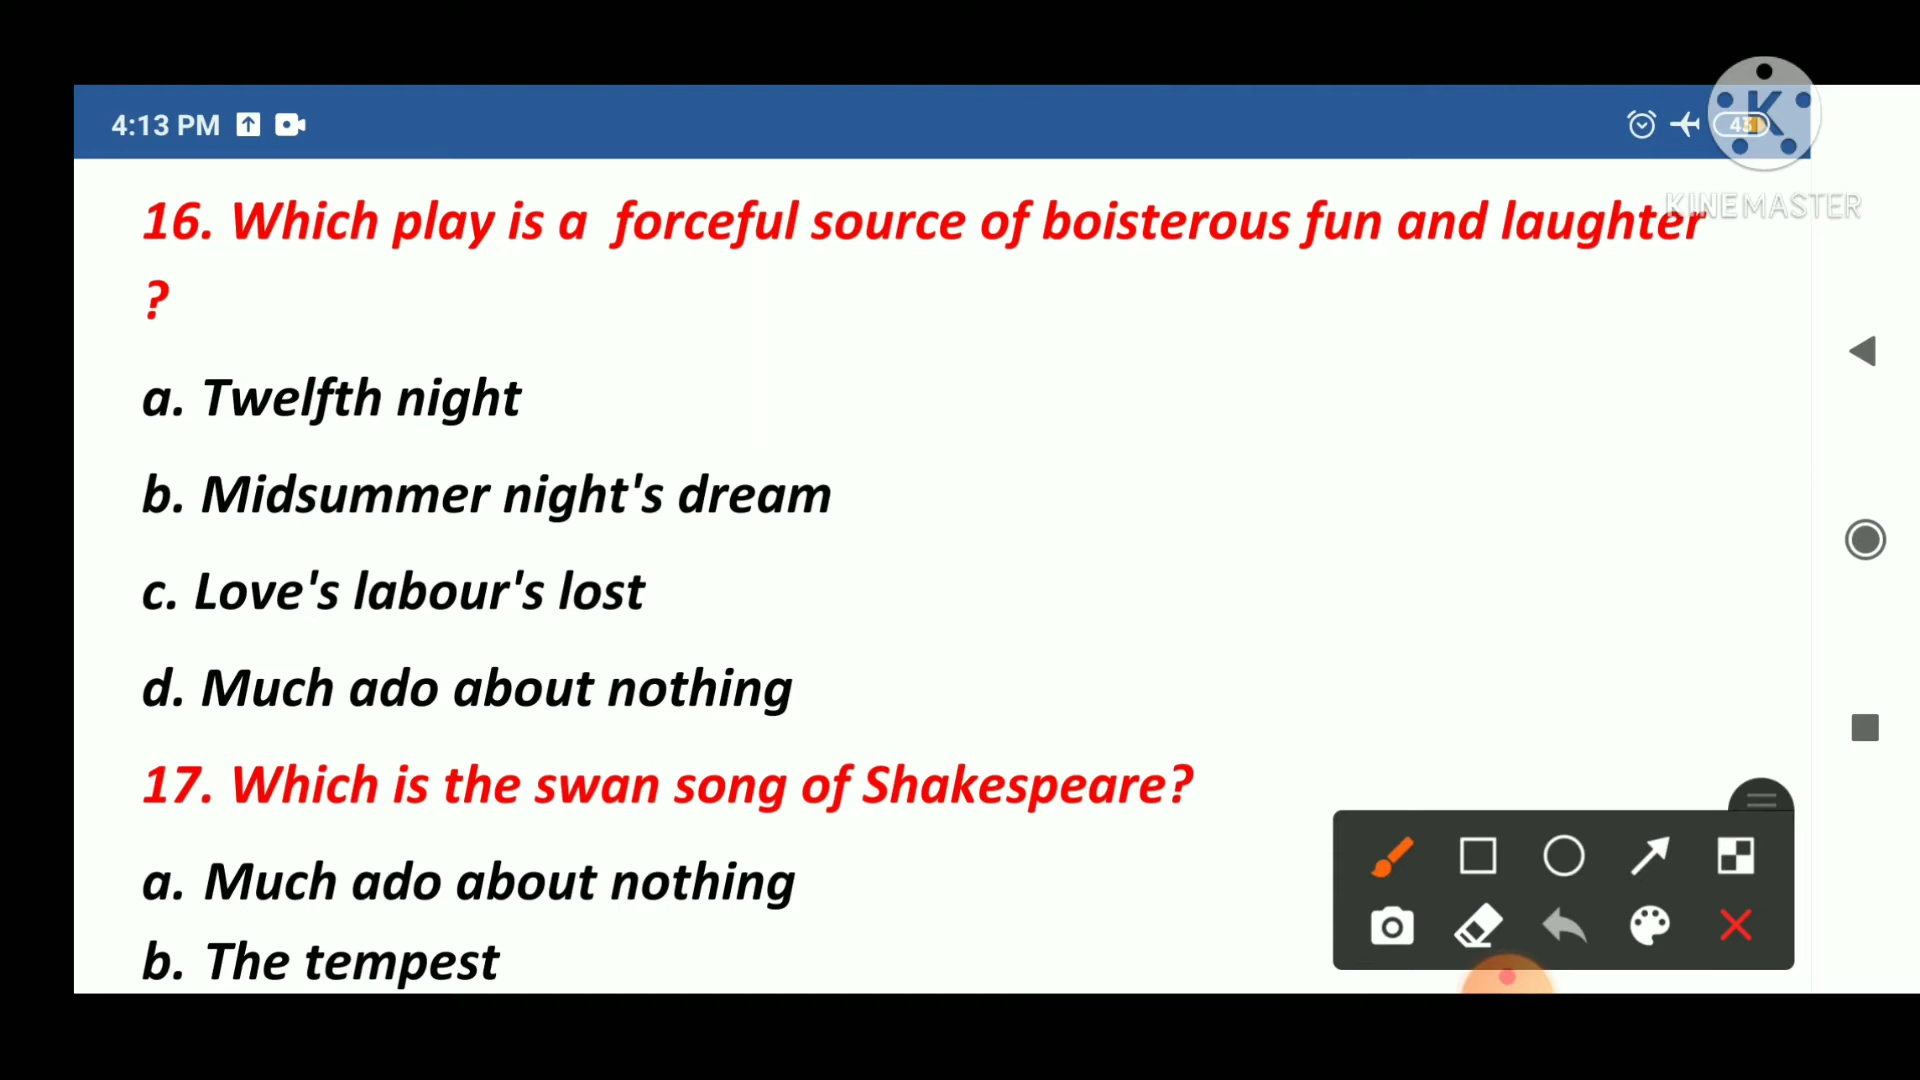 4:13 PM
43
K
KINEMASTER
16. Which play is a forceful source of boisterous fun and laughter
?
a. Twelfth night
b. Midsummer night's dream
c. Love's labour's lost
d. Much ado about nothing
17. Which is the swan song of Shakespeare?
a. Much ado about nothing
b. The tempest